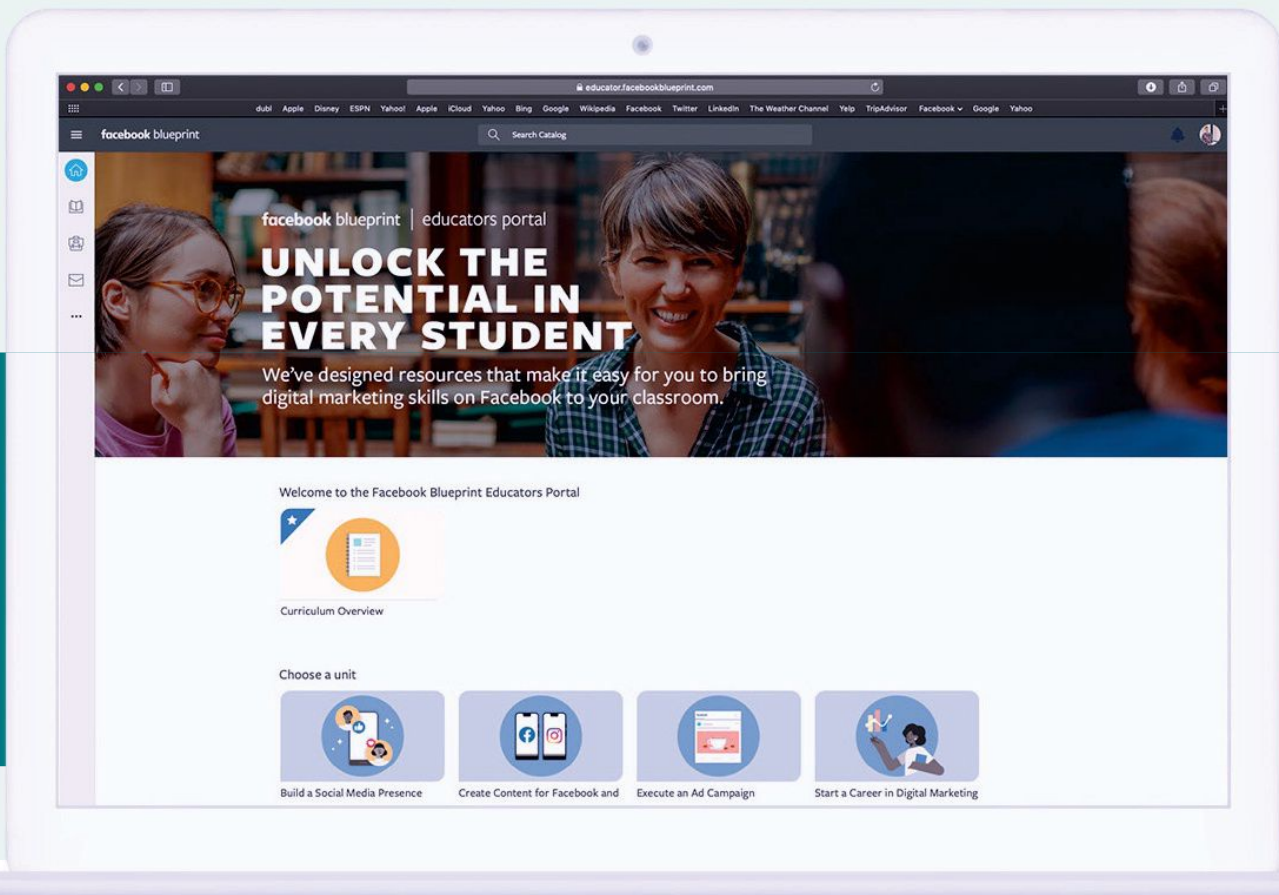 educator.facebookblueprint.com
dubl Apple Disney ESPN Yahoo! Apple iCloud Yahoo Bing Google Wikipedia Facebook Twitter LinkedIn The Weather Channel Yelp TripAdvisor Facebook Google Yahoo
facebook blueprint
Search Catalog
facebook blueprint | educators portal
UNLOCK THE
POTENTIAL IN
EVERY STUDENT
We've designed resources that make it easy for you to bring
digital marketing skills on Facebook to your classroom.
Welcome to the Facebook Blueprint Educators Portal
Curriculum Overview
Choose a unit
Build a Social Media Presence
Create Content for Facebook and
Execute an Ad Campaign
Start a Career in Digital Marketing